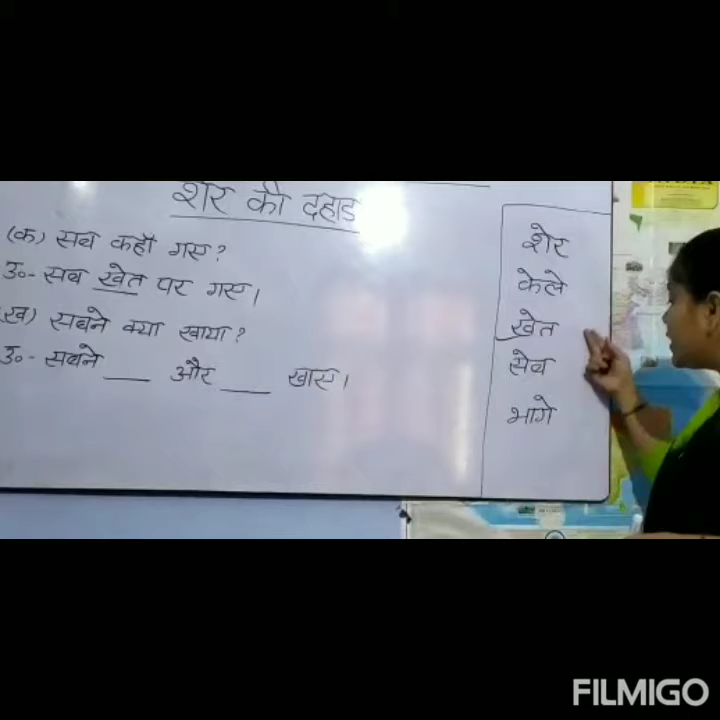 शेर की दहाड
(क) सब कहाँ गए?
उ०- सब खेत पर गए।
(ख) सबने क्या खाया?
उ०- सबने ___ और ___ खाए।
शेर
केले
खेत
सेब
भागे
FILMIGO